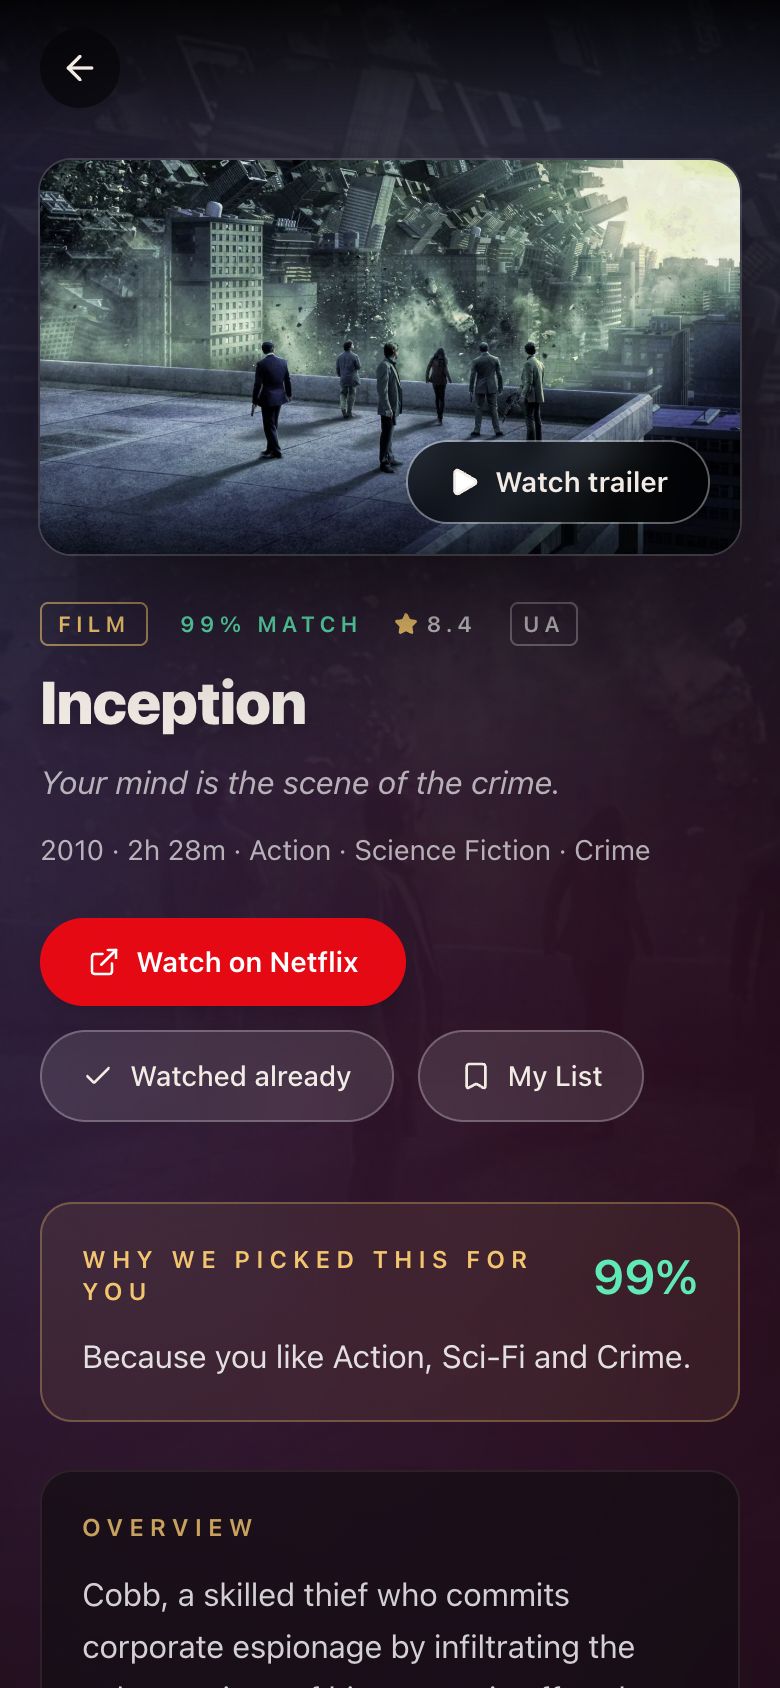 Watch trailer
FILM 99% MATCH 8.4 UA
Inception
Your mind is the scene of the crime.
2010 · 2h 28m · Action · Science Fiction · Crime
Watch on Netflix
Watched already My List
WHY WE PICKED THIS FOR
YOU
99%
Because you like Action, Sci-Fi and Crime.
OVERVIEW
Cobb, a skilled thief who commits
corporate espionage by infiltrating the